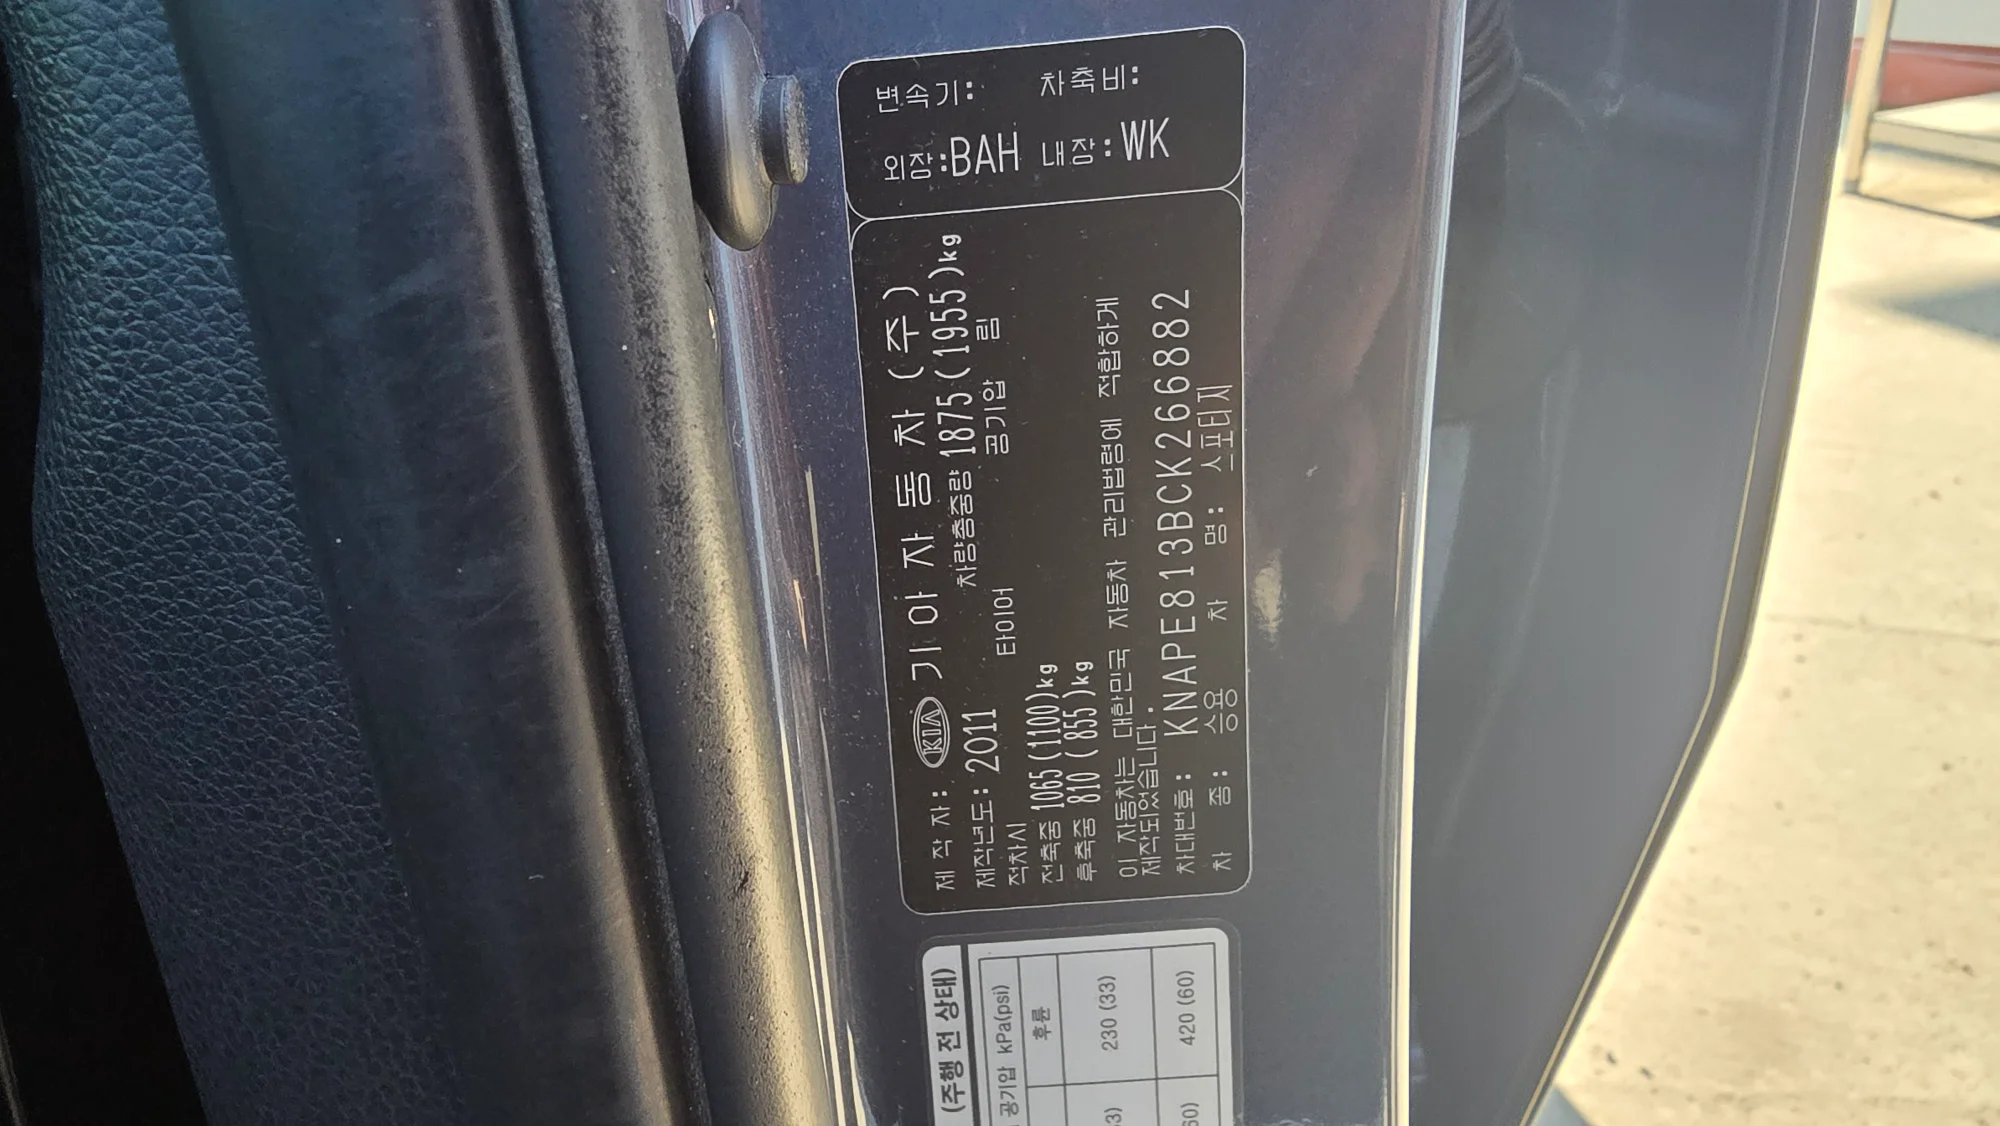 변속기: 차축비:
외장:BAH 내장:WK
제 작 자: KIA 기아자동차(주)
제작년도: 2011 차량총중량 1875(1955)kg
적차시 타이어 공기압 림
전축중 1065(1100)kg
후축중 810(855)kg
이 자동차는 대한민국 자동차 관리법령에 적합하게
제작되었습니다.
차대번호: KNAPE813BCK266882
차 종: 승용 차 명: 스포티지
(주행 전 상태)
공기압 kPa(psi)
후륜
230 (33)
420 (60)